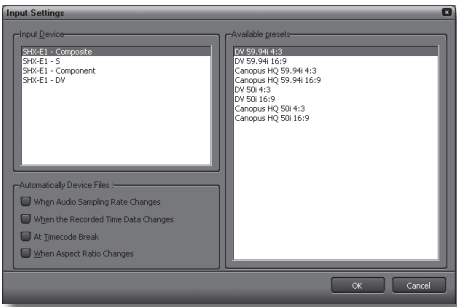 Input Settings
Input Device
SHX-E1 - Composite
SHX-E1 - S
SHX-E1 - Component
SHX-E1 - DV
Automatically Device Files :
When Audio Sampling Rate Changes
When the Recorded Time Data Changes
At Timecode Break
When Aspect Ratio Changes
Available presets
DV 59.94i 4:3
DV 59.94i 16:9
Canopus HQ 59.94i 4:3
Canopus HQ 59.94i 16:9
DV 50i 4:3
DV 50i 16:9
Canopus HQ 50i 4:3
Canopus HQ 50i 16:9
OK
Cancel